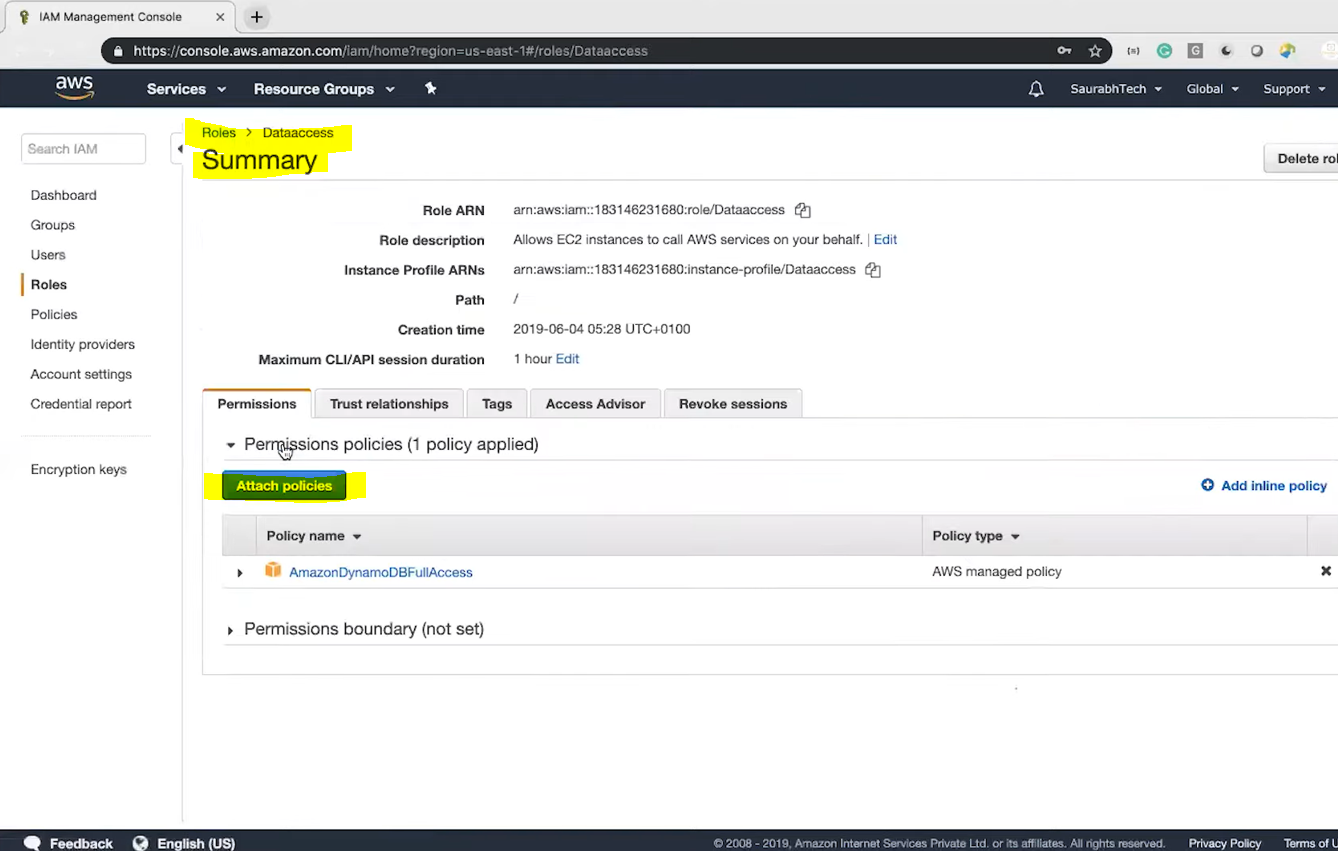 IAM Management Console
https://console.aws.amazon.com/iam/home?region=us-east-1#/roles/Dataaccess
aws Services Resource Groups SaurabhTech Global Support
Search IAM
Dashboard
Groups
Users
Roles
Policies
Identity providers
Account settings
Credential report
Encryption keys
Roles > Dataaccess
Summary
Delete rol
Role ARN arn:aws:iam::183146231680:role/Dataaccess
Role description Allows EC2 instances to call AWS services on your behalf. | Edit
Instance Profile ARNs arn:aws:iam::183146231680:instance-profile/Dataaccess
Path /
Creation time 2019-06-04 05:28 UTC+0100
Maximum CLI/API session duration 1 hour Edit
Permissions Trust relationships Tags Access Advisor Revoke sessions
Permissions policies (1 policy applied)
Attach policies Add inline policy
Policy name Policy type
AmazonDynamoDBFullAccess AWS managed policy
Permissions boundary (not set)
Feedback English (US) © 2008 - 2019, Amazon Internet Services Private Ltd. or its affiliates. All rights reserved. Privacy Policy Terms of U